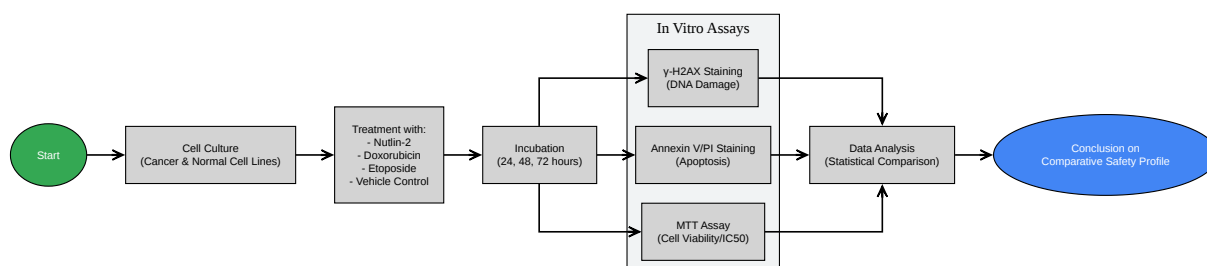 Start
Cell Culture
(Cancer & Normal Cell Lines)
Treatment with:
- Nutlin-2
- Doxorubicin
- Etoposide
- Vehicle Control
Incubation
(24, 48, 72 hours)
In Vitro Assays
γ-H2AX Staining
(DNA Damage)
Annexin V/PI Staining
(Apoptosis)
MTT Assay
(Cell Viability/IC50)
Data Analysis
(Statistical Comparison)
Conclusion on
Comparative Safety Profile